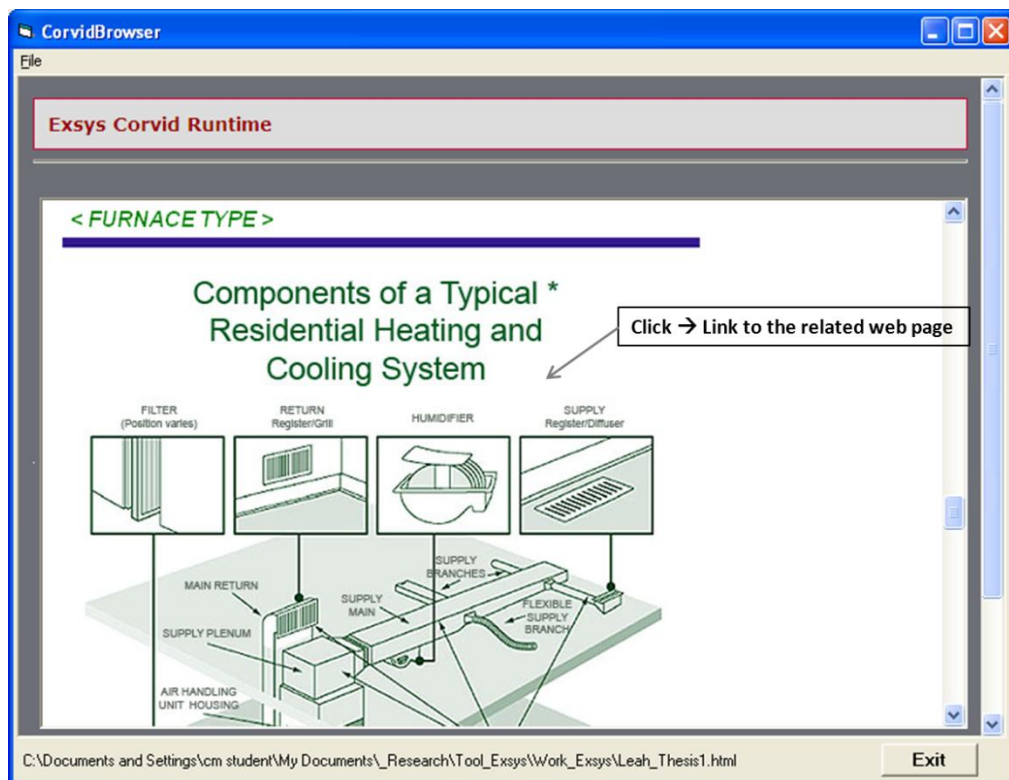 CorvidBrowser
File
Exsys Corvid Runtime
< FURNACE TYPE >
Components of a Typical *
Residential Heating and
Cooling System
Click → Link to the related web page
FILTER
(Position varies)
RETURN
Register/Grill
HUMIDIFIER
SUPPLY
Register/Diffuser
MAIN RETURN
SUPPLY
BRANCHES
SUPPLY
MAIN
FLEXIBLE
SUPPLY
BRANCH
SUPPLY PLENUM
AIR HANDLING
UNIT HOUSING
C:\Documents and Settings\cm student\My Documents\_Research\Tool_Exsys\Work_Exsys\Leah_Thesis1.html
Exit